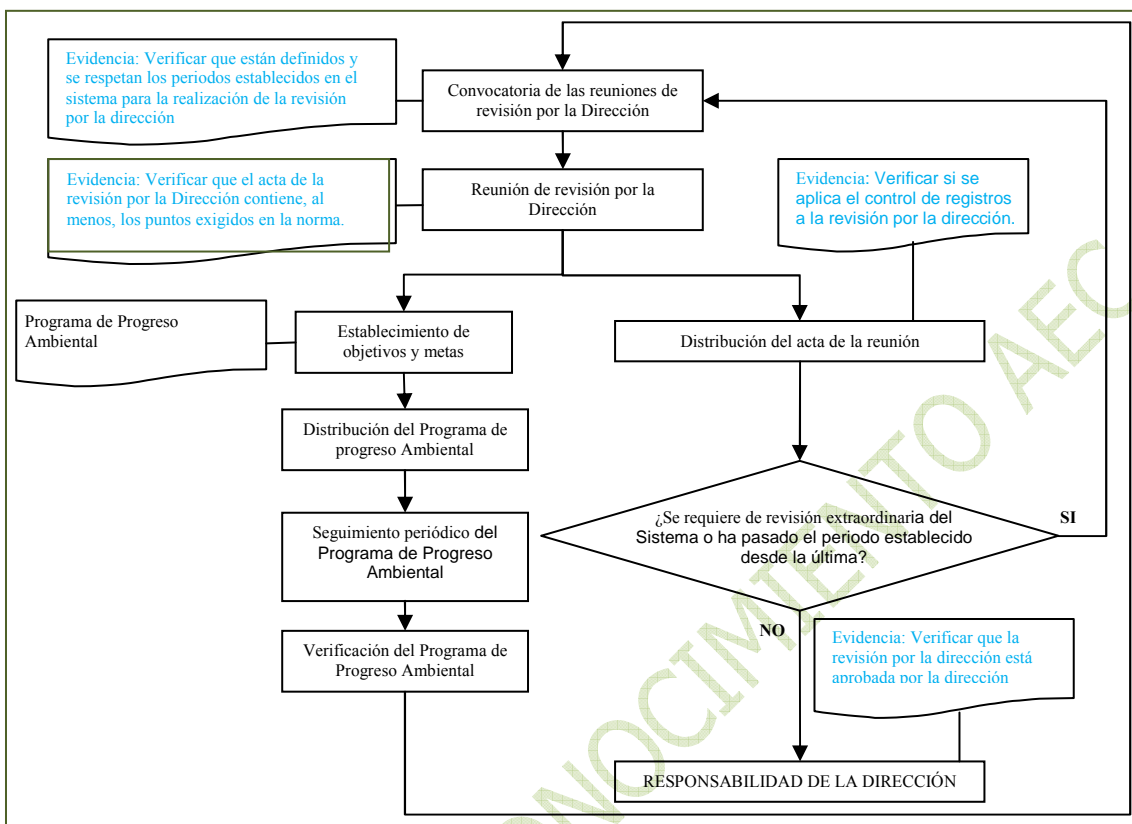 Evidencia: Verificar que están definidos y
se respetan los periodos establecidos en el
sistema para la realización de la revisión
por la dirección
Convocatoria de las reuniones de
revisión por la Dirección
Evidencia: Verificar que el acta de la
revisión por la Dirección contiene, al
menos, los puntos exigidos en la norma.
Reunión de revisión por la
Dirección
Evidencia: Verificar si se
aplica el control de registros
a la revisión por la dirección.
Programa de Progreso
Ambiental
Establecimiento de
objetivos y metas
Distribución del acta de la reunión
Distribución del Programa de
progreso Ambiental
Seguimiento periódico del
Programa de Progreso
Ambiental
¿Se requiere de revisión extraordinaria del
Sistema o ha pasado el periodo establecido
desde la última?
SI
NO
Verificación del Programa de
Progreso Ambiental
Evidencia: Verificar que la
revisión por la dirección está
aprobada por la dirección
RESPONSABILIDAD DE LA DIRECCIÓN
ONOCIMIENTO AEC